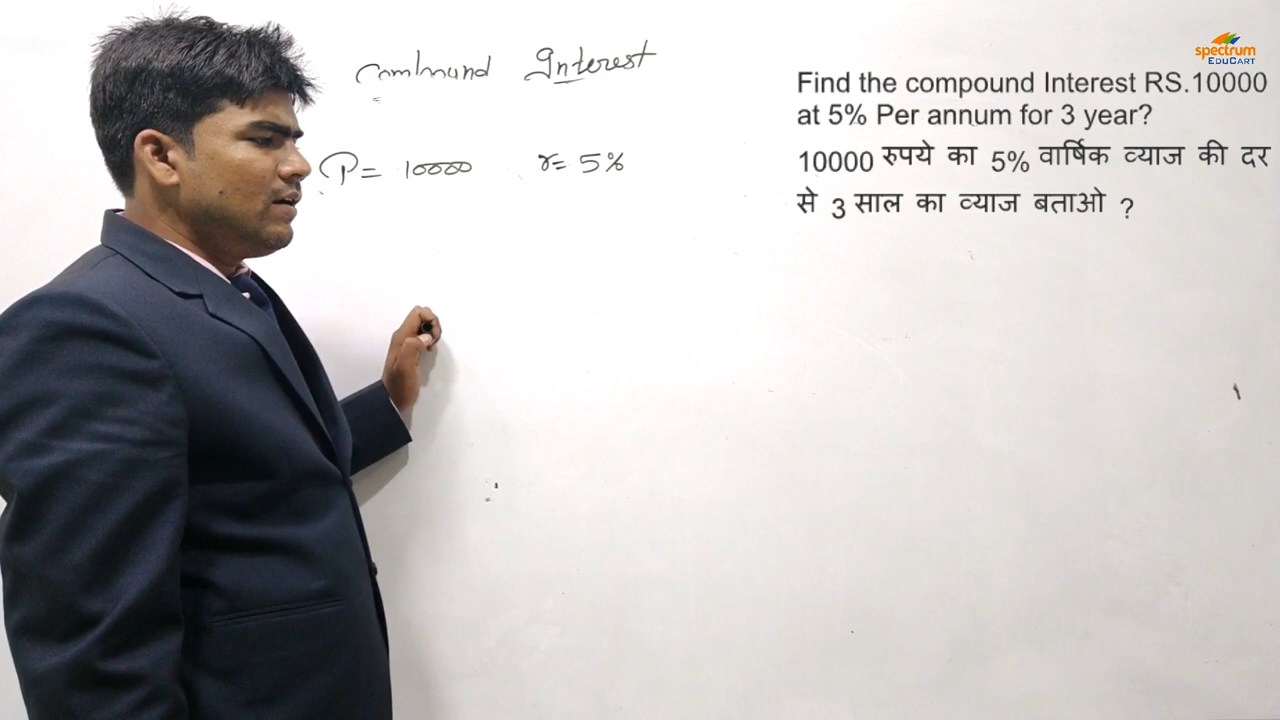 Compound Interest
P = 10000 r = 5%
spectrum
EDUCART
Find the compound Interest RS.10000
at 5% Per annum for 3 year?
10000 रुपये का 5% वार्षिक व्याज की दर
से 3 साल का व्याज बताओ ?